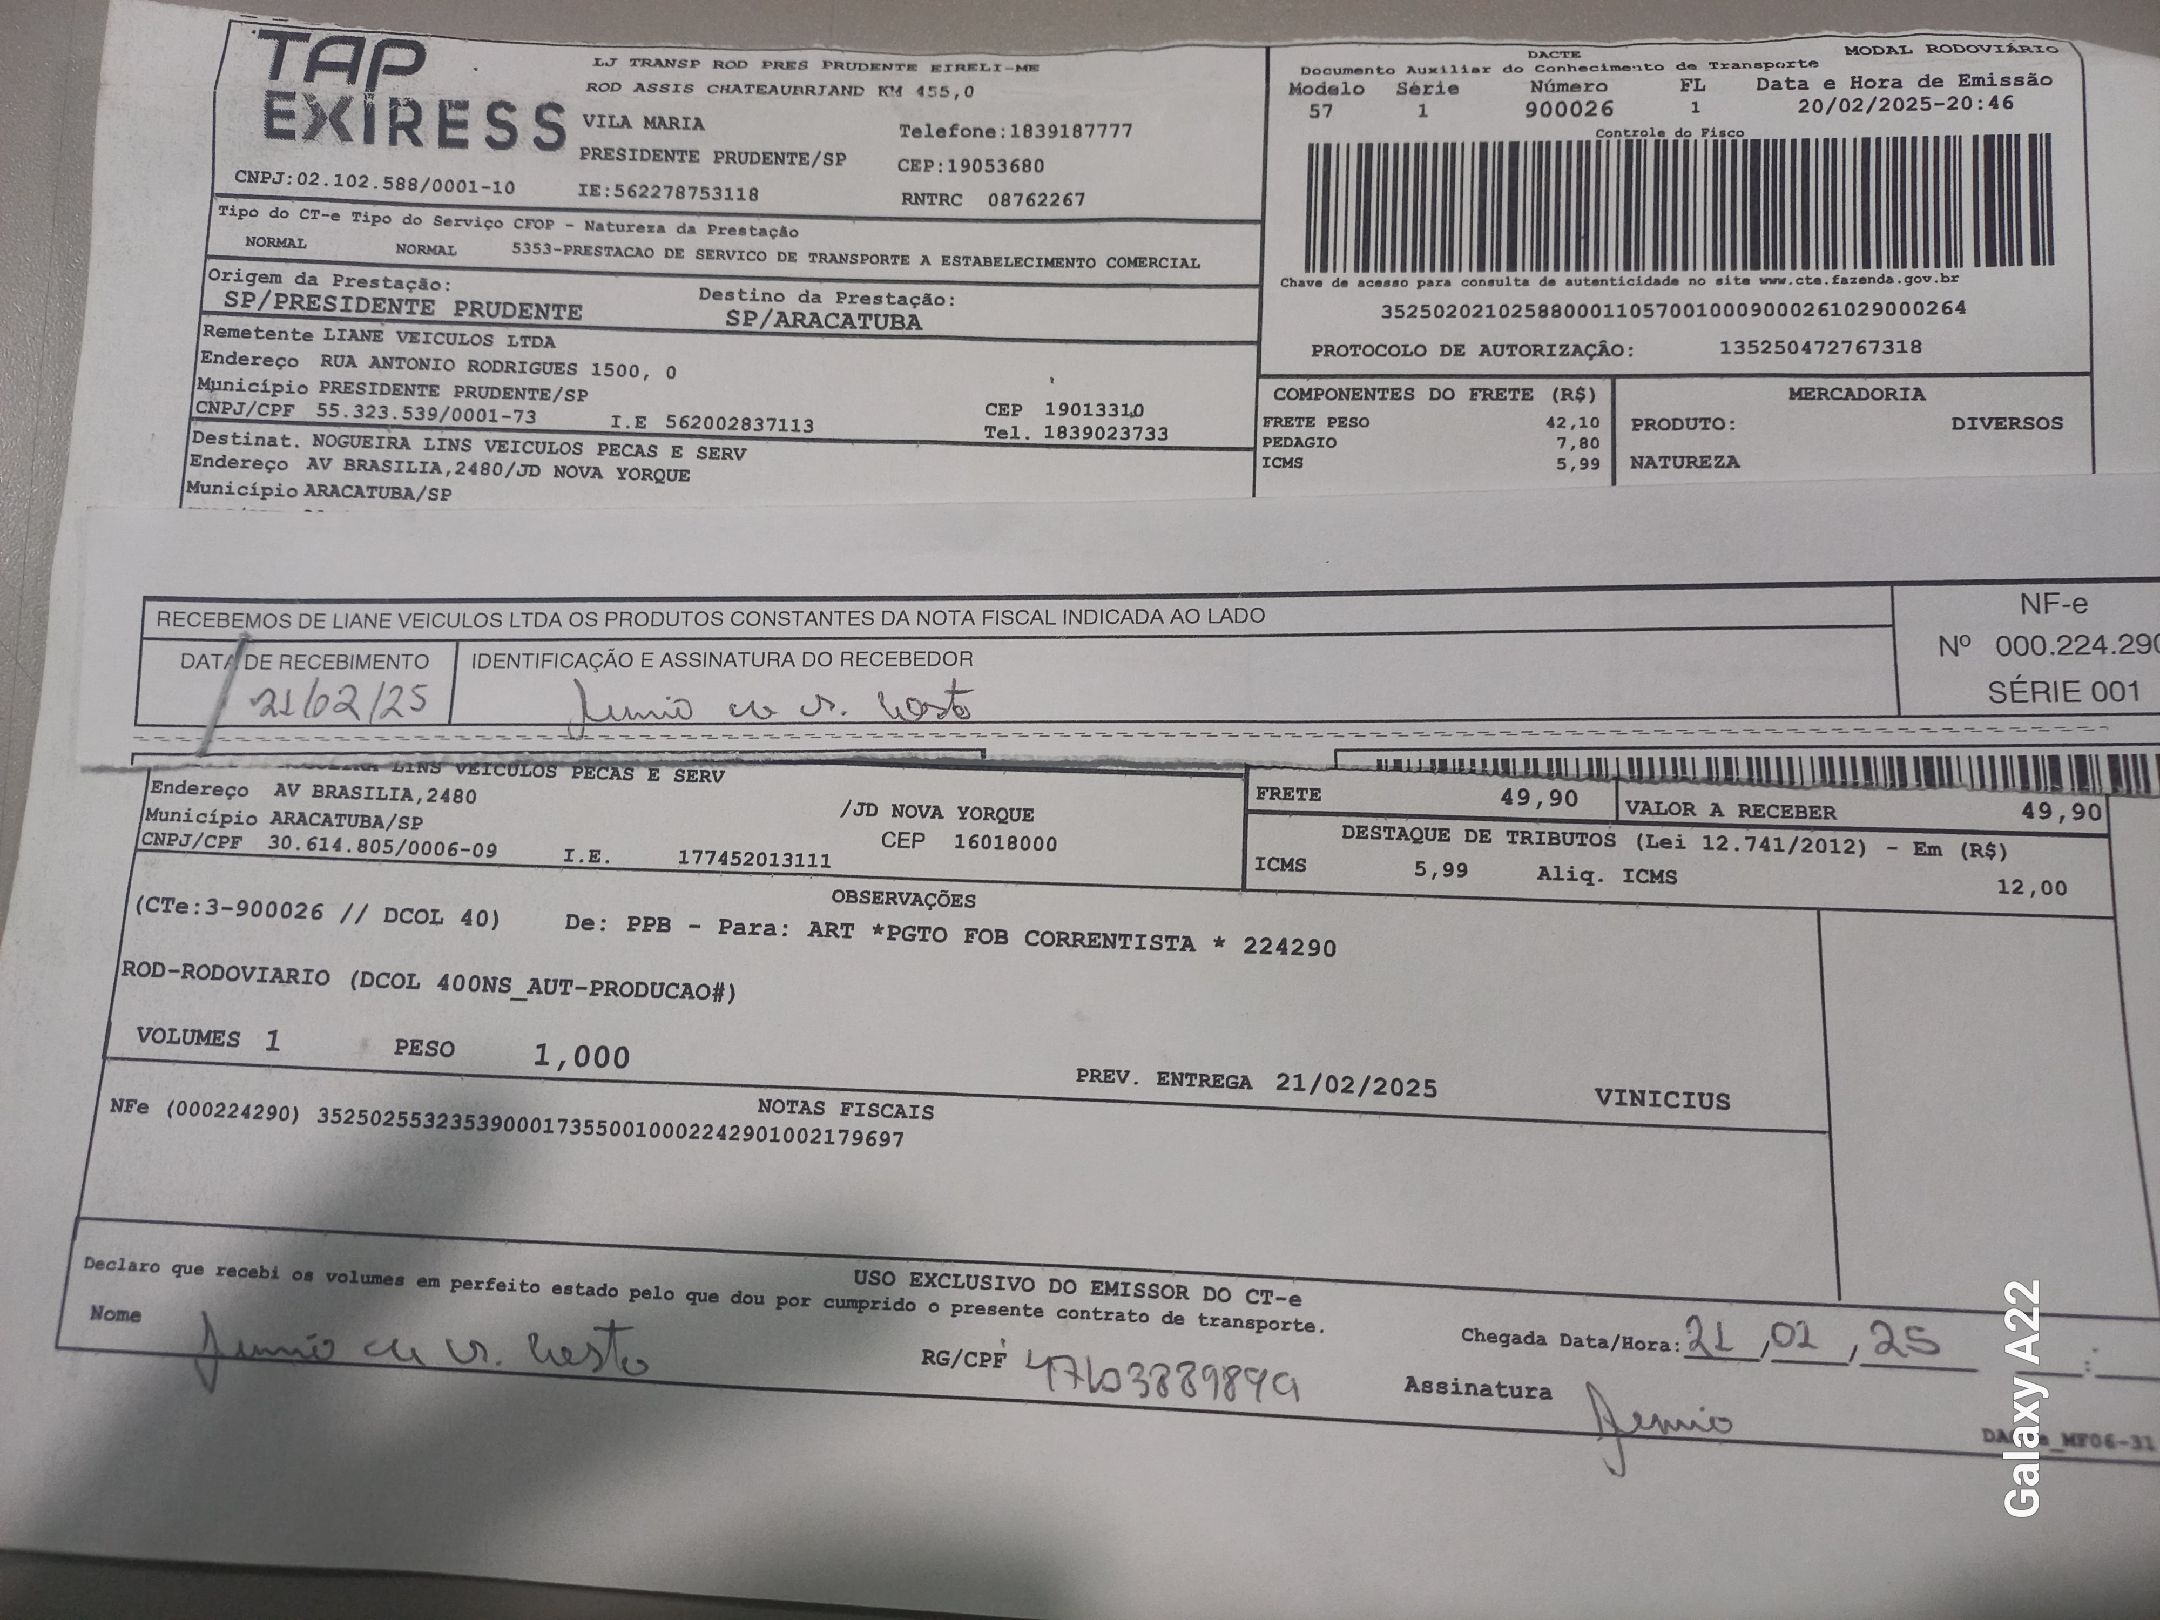 TAP
EXPRESS
LJ TRANSP ROD PRES PRUDENTE EIRELI-ME
ROD ASSIS CHATEAUBRIAND KM 455,0
VILA MARIA
Telefone:1839187777
PRESIDENTE PRUDENTE/SP
CEP:19053680
CNPJ:02.102.588/0001-10 IE:562278753118 RNTRC 08762267
DACTE MODAL RODOVIÁRIO
Documento Auxiliar do Conhecimento de Transporte
Modelo Série Número FL Data e Hora de Emissão
57 1 900026 1 20/02/2025-20:46
Controle do Fisco
Chave de acesso para consulta de autenticidade no site www.cte.fazenda.gov.br
35250202102588000110570010009000261029000264
PROTOCOLO DE AUTORIZAÇÃO: 135250472767318
Tipo do CT-e Tipo do Serviço CFOP - Natureza da Prestação
NORMAL NORMAL 5353-PRESTACAO DE SERVICO DE TRANSPORTE A ESTABELECIMENTO COMERCIAL
Origem da Prestação: Destino da Prestação:
SP/PRESIDENTE PRUDENTE SP/ARACATUBA
Remetente LIANE VEICULOS LTDA
Endereço RUA ANTONIO RODRIGUES 1500, 0
Município PRESIDENTE PRUDENTE/SP
CEP 19013310
CNPJ/CPF 55.323.539/0001-73 I.E 562002837113 Tel. 1839023733
Destinat. NOGUEIRA LINS VEICULOS PECAS E SERV
Endereço AV BRASILIA,2480/JD NOVA YORQUE
Município ARACATUBA/SP
COMPONENTES DO FRETE (R$) MERCADORIA
FRETE PESO 42,10 PRODUTO: DIVERSOS
PEDAGIO 7,80
ICMS 5,99 NATUREZA
RECEBEMOS DE LIANE VEICULOS LTDA OS PRODUTOS CONSTANTES DA NOTA FISCAL INDICADA AO LADO
NF-e
DATA DE RECEBIMENTO IDENTIFICAÇÃO E ASSINATURA DO RECEBEDOR
Nº 000.224.290
21/02/25
SÉRIE 001
LINS VEICULOS PECAS E SERV
Endereço AV BRASILIA,2480 /JD NOVA YORQUE
Município ARACATUBA/SP CEP 16018000
CNPJ/CPF 30.614.805/0006-09 I.E. 177452013111
FRETE 49,90 VALOR A RECEBER 49,90
DESTAQUE DE TRIBUTOS (Lei 12.741/2012) - Em (R$)
ICMS 5,99 Aliq. ICMS 12,00
OBSERVAÇÕES
(CTe:3-900026 // DCOL 40) De: PPB - Para: ART *PGTO FOB CORRENTISTA * 224290
ROD-RODOVIARIO (DCOL 400NS_AUT-PRODUCAO#)
VOLUMES 1 PESO 1,000
PREV. ENTREGA 21/02/2025 VINICIUS
NOTAS FISCAIS
NFe (000224290) 35250255323539000173550010002242901002179697
USO EXCLUSIVO DO EMISSOR DO CT-e
Declaro que recebi os volumes em perfeito estado pelo que dou por cumprido o presente contrato de transporte.
Nome
RG/CPF
Chegada Data/Hora: 21, 02, 25 :
Assinatura
Galaxy A22